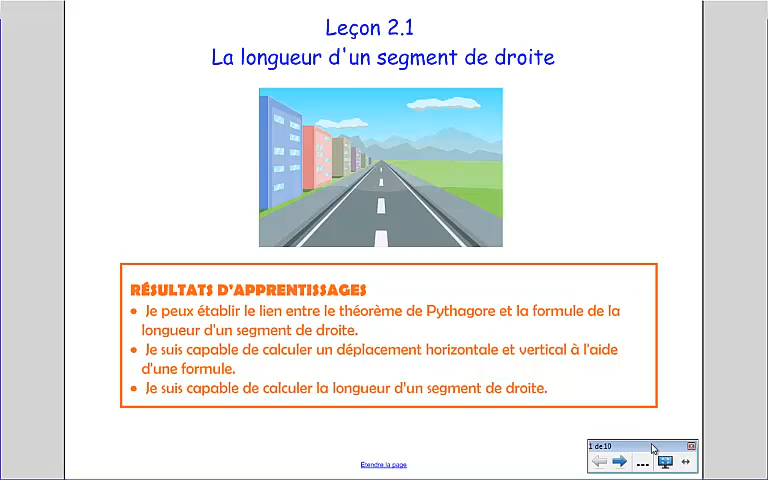 Leçon 2.1
La longueur d'un segment de droite
RÉSULTATS D'APPRENTISSAGES
• Je peux établir le lien entre le théorème de Pythagore et la formule de la
longueur d'un segment de droite.
• Je suis capable de calculer un déplacement horizontale et vertical à l'aide
d'une formule.
• Je suis capable de calculer la longueur d'un segment de droite.
Etendre la page
1 de 10